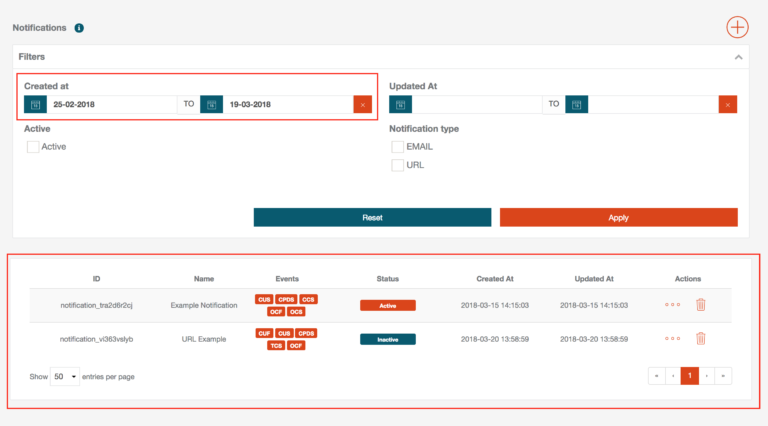 Notifications
Filters
Created at
25-02-2018 TO 19-03-2018 x
Updated At
TO x
Active
Active
Notification type
EMAIL
URL
Reset Apply
ID Name Events Status Created At Updated At Actions
notification_tra2d6r2cj Example Notification CUS CPDS CCS OCF OCS Active 2018-03-15 14:15:03 2018-03-15 14:15:03
notification_vi363vslyb URL Example CUF CUS CPDS TCS OCF Inactive 2018-03-20 13:58:59 2018-03-20 13:58:59
Show 50 entries per page
« ‹ 1 › »